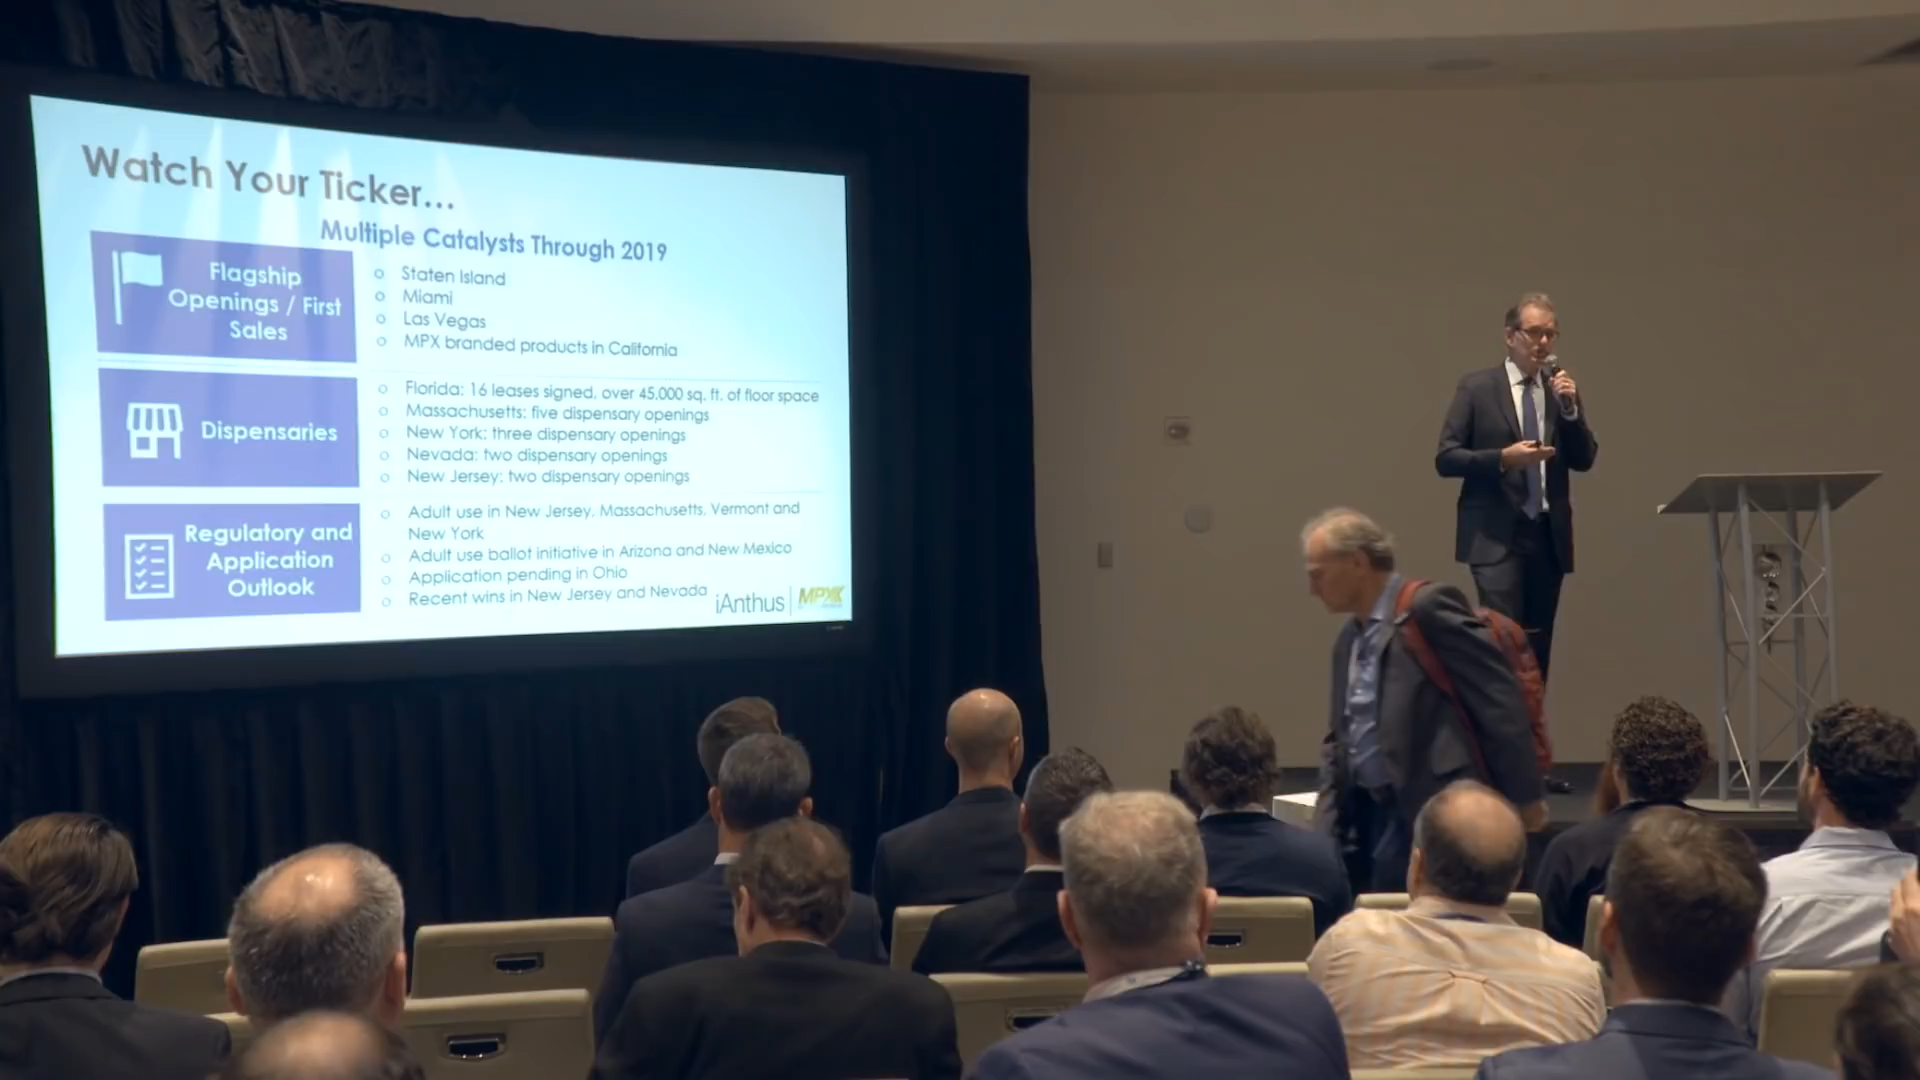 Watch Your Ticker...
Multiple Catalysts Through 2019
Flagship
Openings / First
Sales
o Staten Island
o Miami
o Las Vegas
o MPX branded products in California
Dispensaries
o Florida: 16 leases signed, over 45,000 sq. ft. of floor space
o Massachusetts: five dispensary openings
o New York: three dispensary openings
o Nevada: two dispensary openings
o New Jersey: two dispensary openings
Regulatory and
Application
Outlook
o Adult use in New Jersey, Massachusetts, Vermont and
New York
o Adult use ballot initiative in Arizona and New Mexico
o Application pending in Ohio
o Recent wins in New Jersey and Nevada
iAnthus | MPX